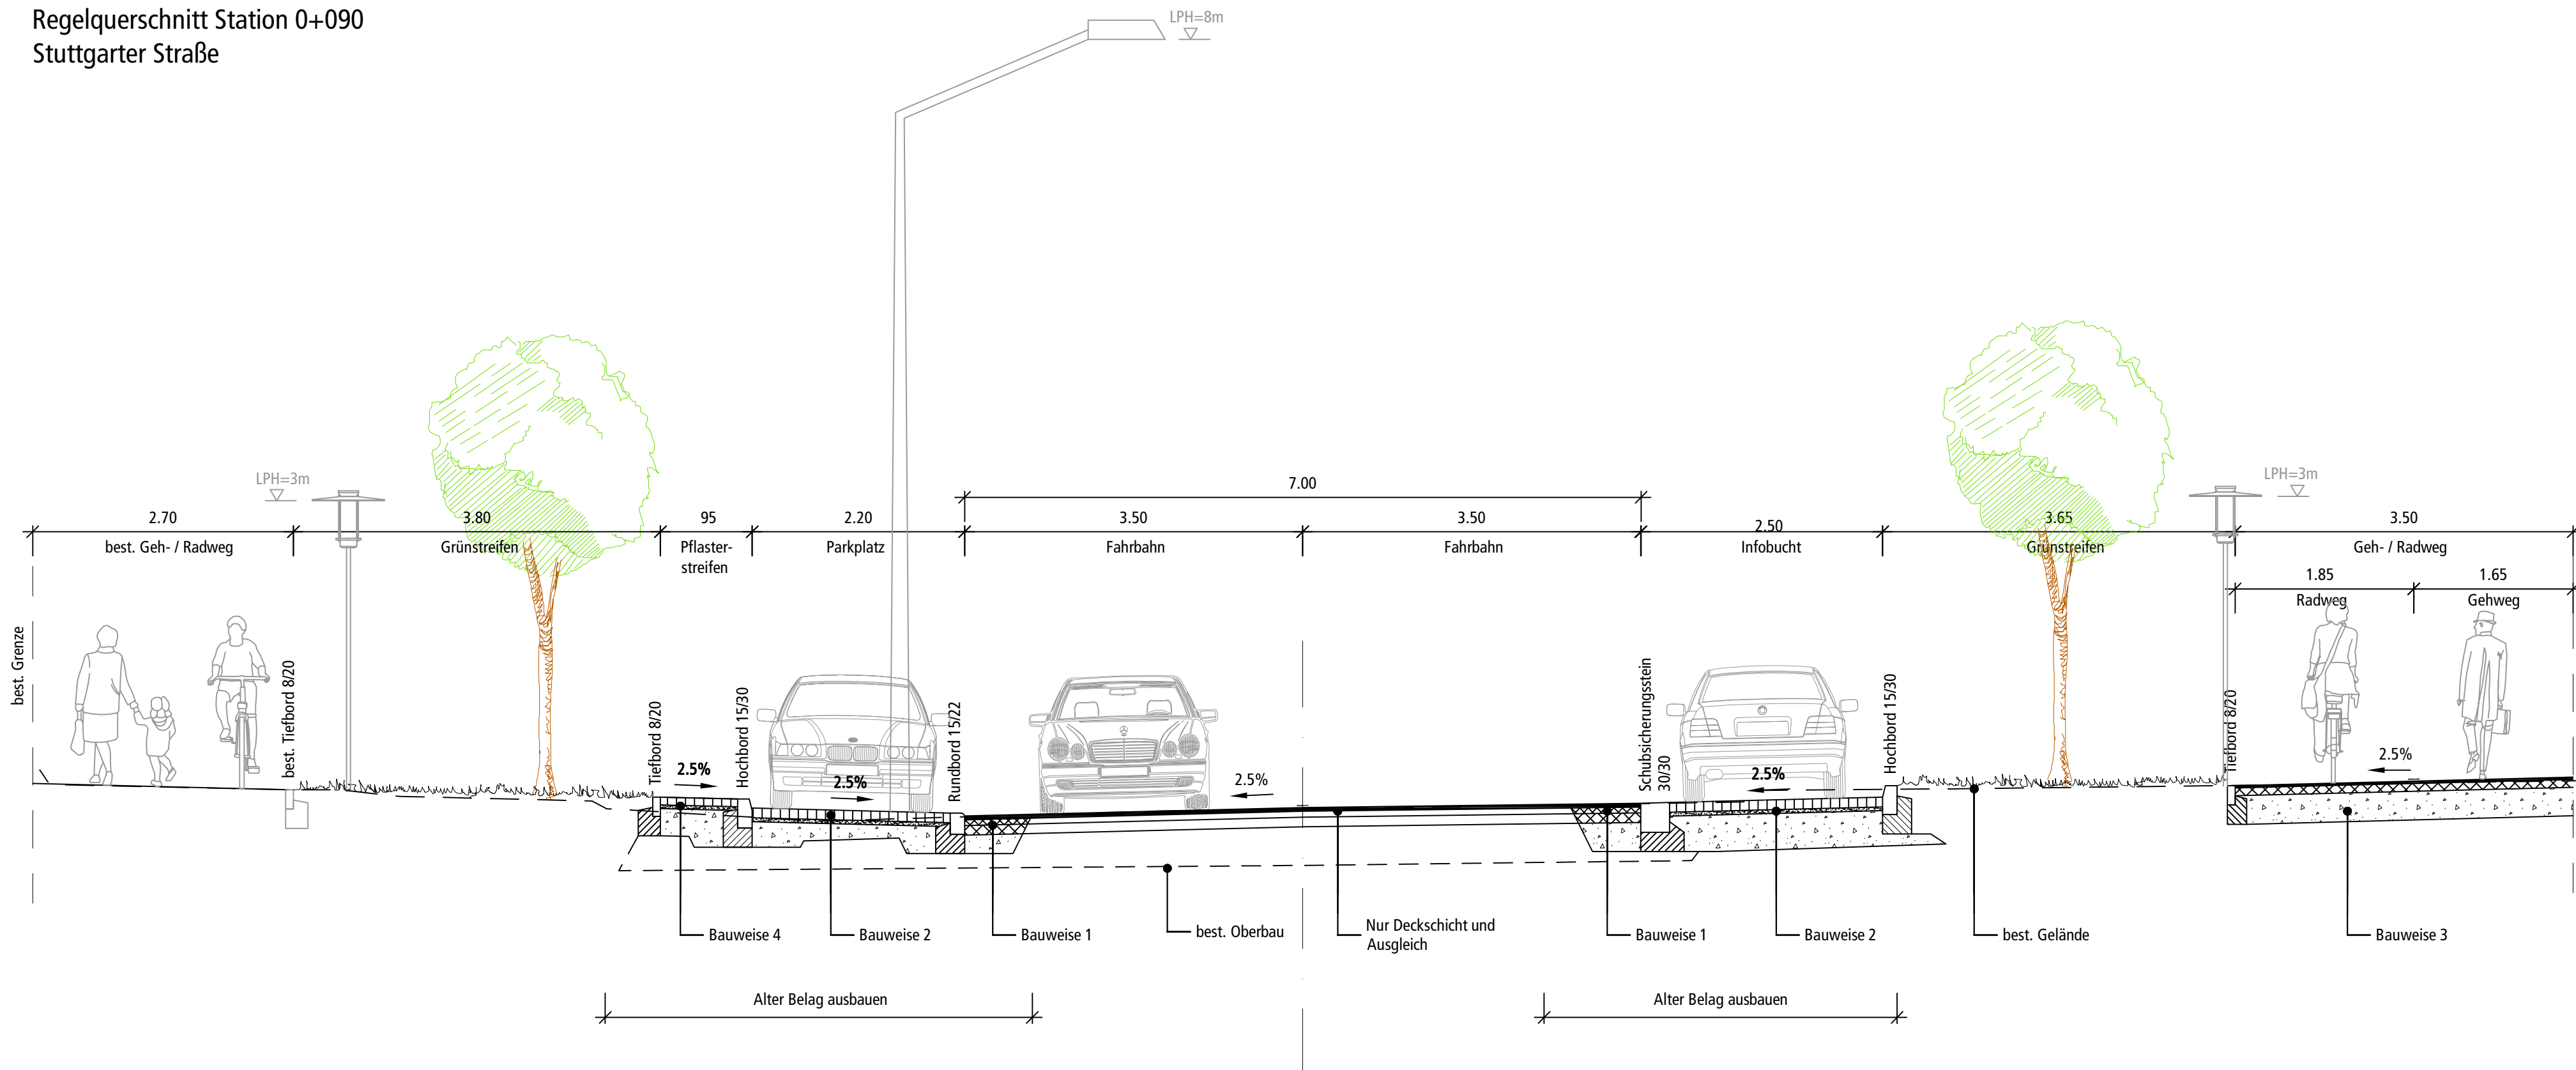 Regelquerschnitt Station 0+090
Stuttgarter Straße
LPH=8m
LPH=3m
LPH=3m
7.00
2.70
3.80
95
2.20
3.50
3.50
2.50
3.65
3.50
best. Geh- / Radweg
Grünstreifen
Pflaster-
streifen
Parkplatz
Fahrbahn
Fahrbahn
Infobucht
Grünstreifen
Geh- / Radweg
1.85
1.65
Radweg
Gehweg
best. Grenze
best. Tiefbord 8/20
Tiefbord 8/20
Hochbord 15/30
Rundbord 15/22
Schubsicherungsstein
30/30
Hochbord 15/30
Tiefbord 8/20
2.5%
2.5%
2.5%
2.5%
2.5%
Bauweise 4
Bauweise 2
Bauweise 1
best. Oberbau
Nur Deckschicht und
Ausgleich
Bauweise 1
Bauweise 2
best. Gelände
Bauweise 3
Alter Belag ausbauen
Alter Belag ausbauen